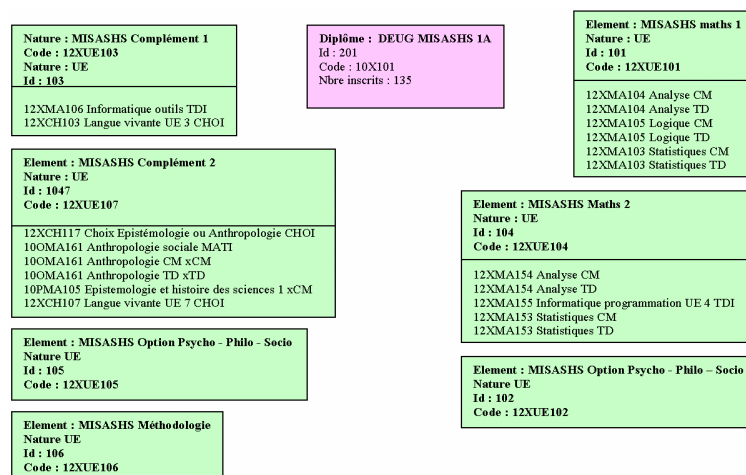 Nature : MISASHS Complément 1
Code : 12XUE103
Nature : UE
Id : 103
12XMA106 Informatique outils TDI
12XCH103 Langue vivante UE 3 CHOI
Diplôme : DEUG MISASHS 1A
Id : 201
Code : 10X101
Nbre inscrits : 135
Element : MISASHS maths 1
Nature : UE
Id : 101
Code : 12XUE101
12XMA104 Analyse CM
12XMA104 Analyse TD
12XMA105 Logique CM
12XMA105 Logique TD
12XMA103 Statistiques CM
12XMA103 Statistiques TD
Element : MISASHS Complément 2
Nature : UE
Id : 1047
Code : 12XUE107
12XCH117 Choix Epistémologie ou Anthropologie CHOI
10OMA161 Anthropologie sociale MATI
10OMA161 Anthropologie CM xCM
10OMA161 Anthropologie TD xTD
10PMA105 Epistemologie et histoire des sciences 1 xCM
12XCH107 Langue vivante UE 7 CHOI
Element : MISASHS Maths 2
Nature : UE
Id : 104
Code : 12XUE104
12XMA154 Analyse CM
12XMA154 Analyse TD
12XMA155 Informatique programmation UE 4 TDI
12XMA153 Statistiques CM
12XMA153 Statistiques TD
Element : MISASHS Option Psycho - Philo - Socio
Nature UE
Id : 105
Code : 12XUE105
Element : MISASHS Option Psycho - Philo – Socio
Nature UE
Id : 102
Code : 12XUE102
Element : MISASHS Méthodologie
Nature UE
Id : 106
Code : 12XUE106